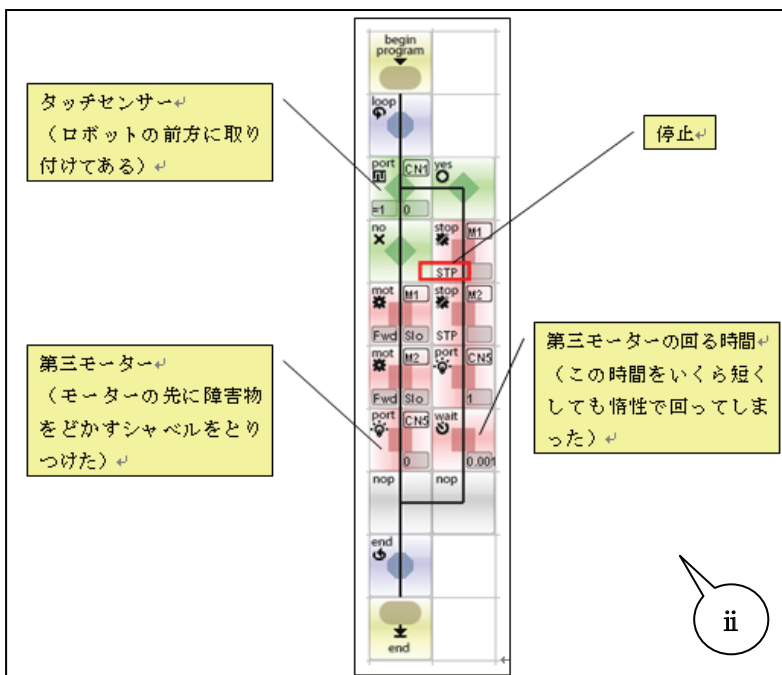 begin
program
タッチセンサー↵
（ロボットの前方に取り
付けてある）↵
loop
停止↵
port CN1 yes
=1 0
no stop M1
STP
mot M1 stop M2
Fwd Slo STP
第三モーター↵
（モーターの先に障害物
をどかすシャベルをとり
つけた）↵
mot M2 port CN5
Fwd Slo 1
第三モーターの回る時間↵
（この時間をいくら短く
しても惰性で回ってしま
った）↵
port CN5 wait
0 0.001
nop nop
end
end
ii